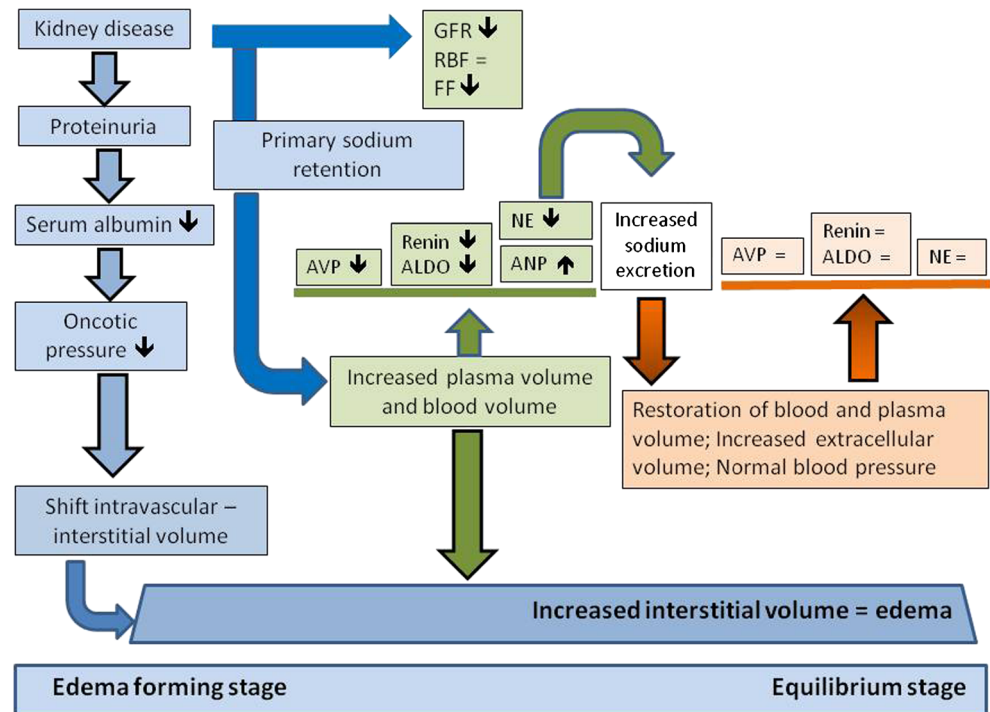 Kidney disease
Proteinuria
Serum albumin ↓
Oncotic
pressure ↓
Shift intravascular –
interstitial volume
GFR ↓
RBF =
FF ↓
Primary sodium
retention
AVP ↓
Renin ↓
ALDO ↓
NE ↓
ANP ↑
Increased
sodium
excretion
AVP =
Renin =
ALDO =
NE =
Increased plasma volume
and blood volume
Restoration of blood and plasma
volume; Increased extracellular
volume; Normal blood pressure
Increased interstitial volume = edema
Edema forming stage
Equilibrium stage